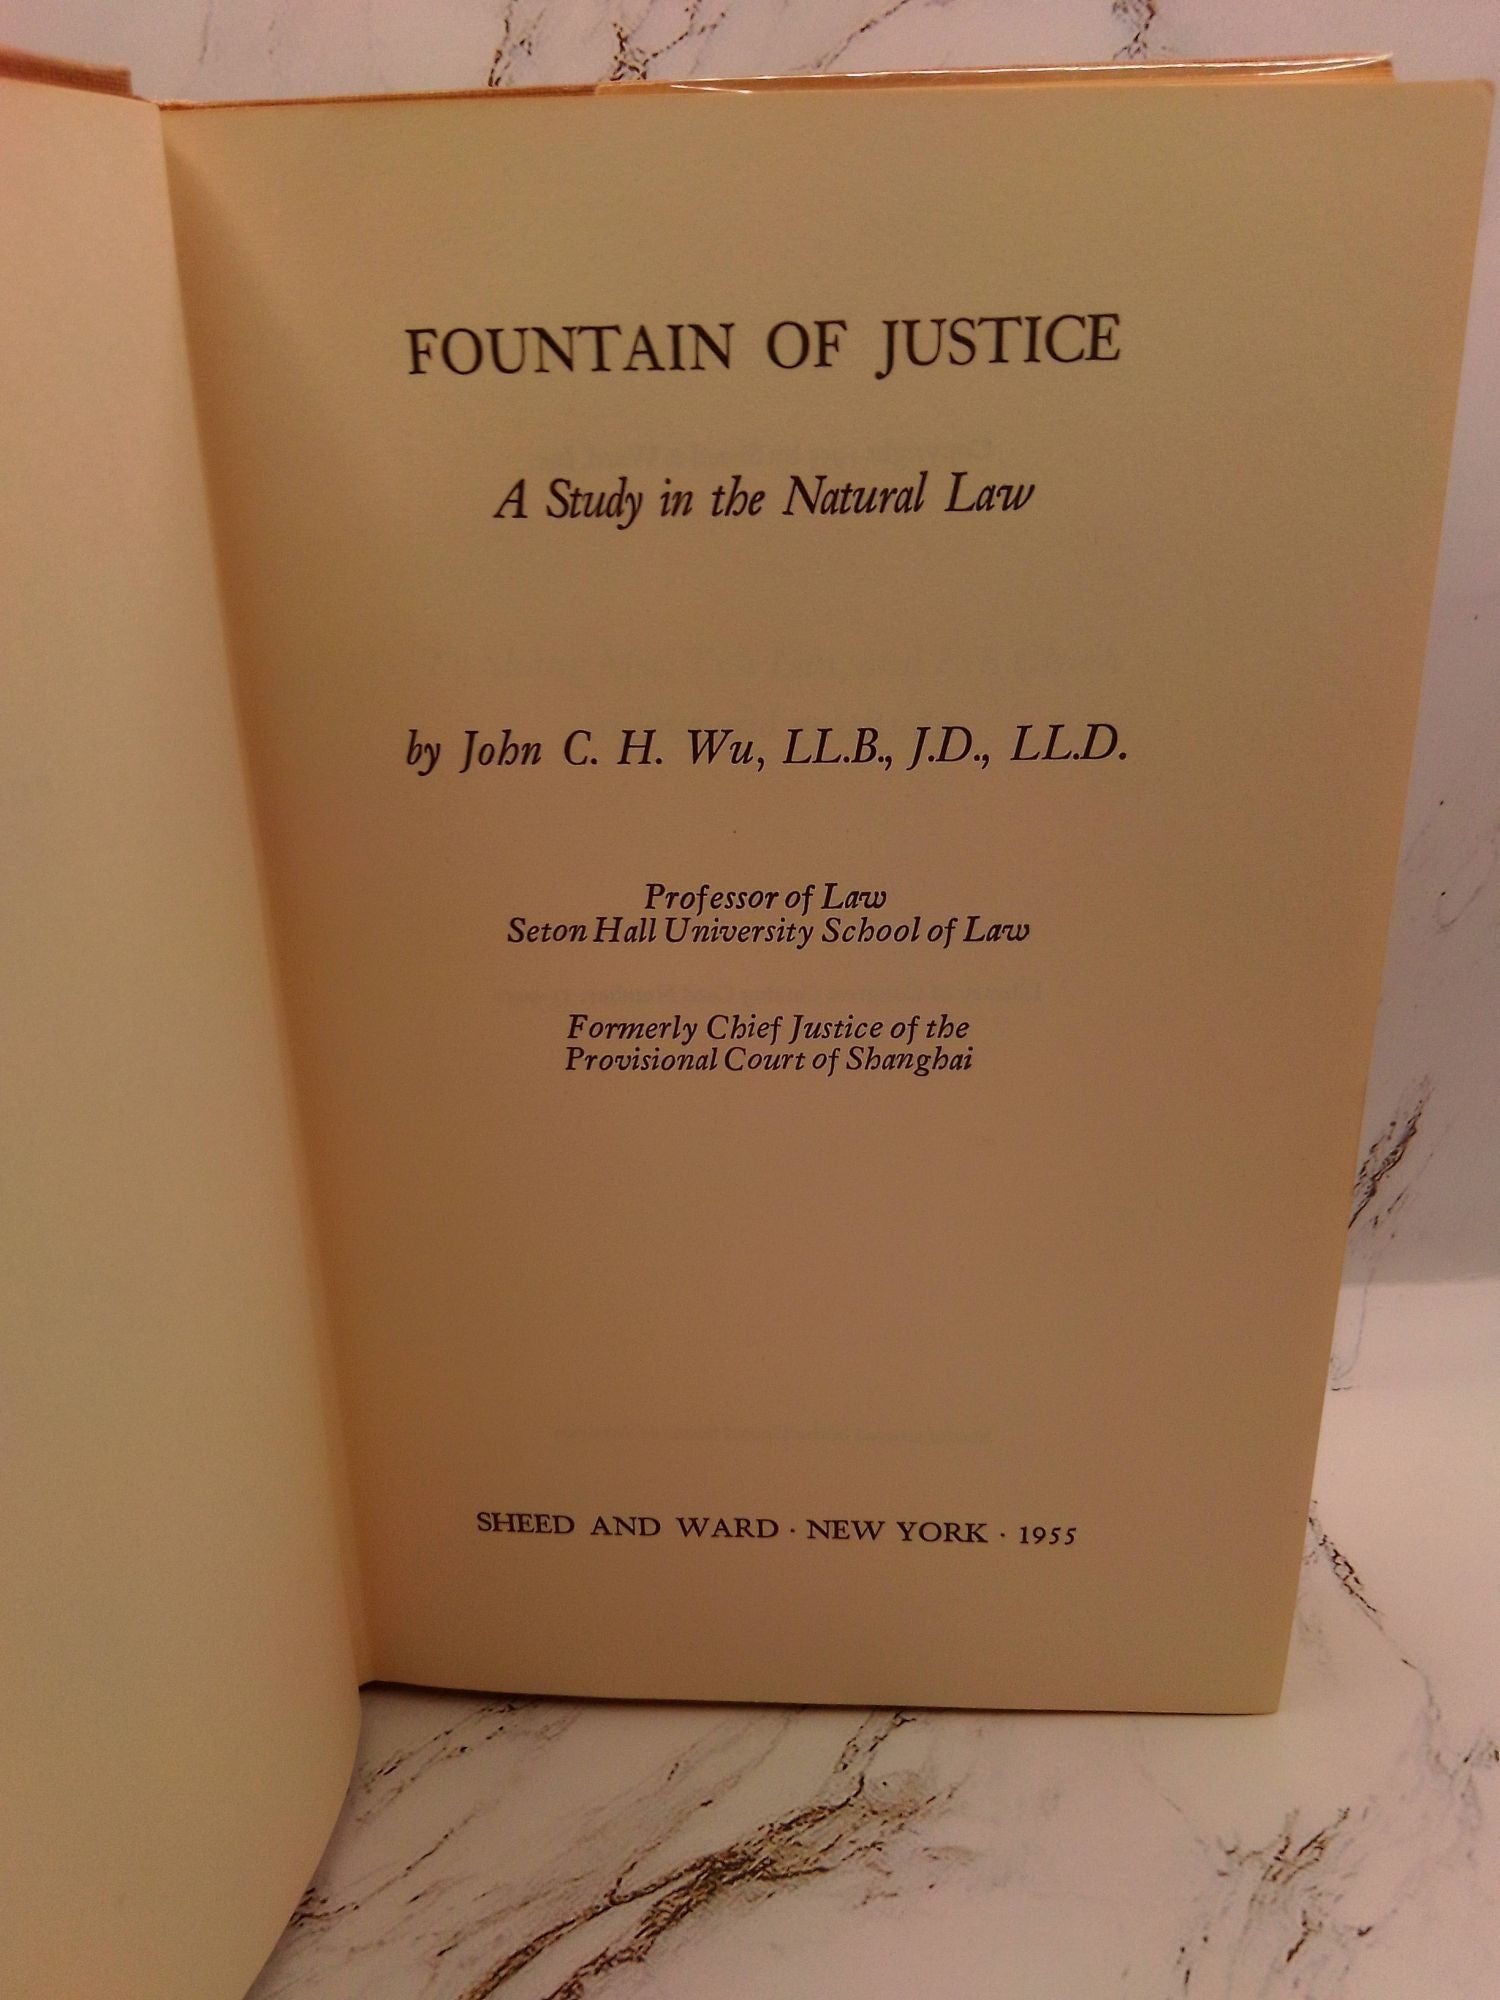 FOUNTAIN OF JUSTICE
A Study in the Natural Law
by John C. H. Wu, LL.B., J.D., LL.D.
Professor of Law
Seton Hall University School of Law
Formerly Chief Justice of the
Provisional Court of Shanghai
SHEED AND WARD · NEW YORK · 1955